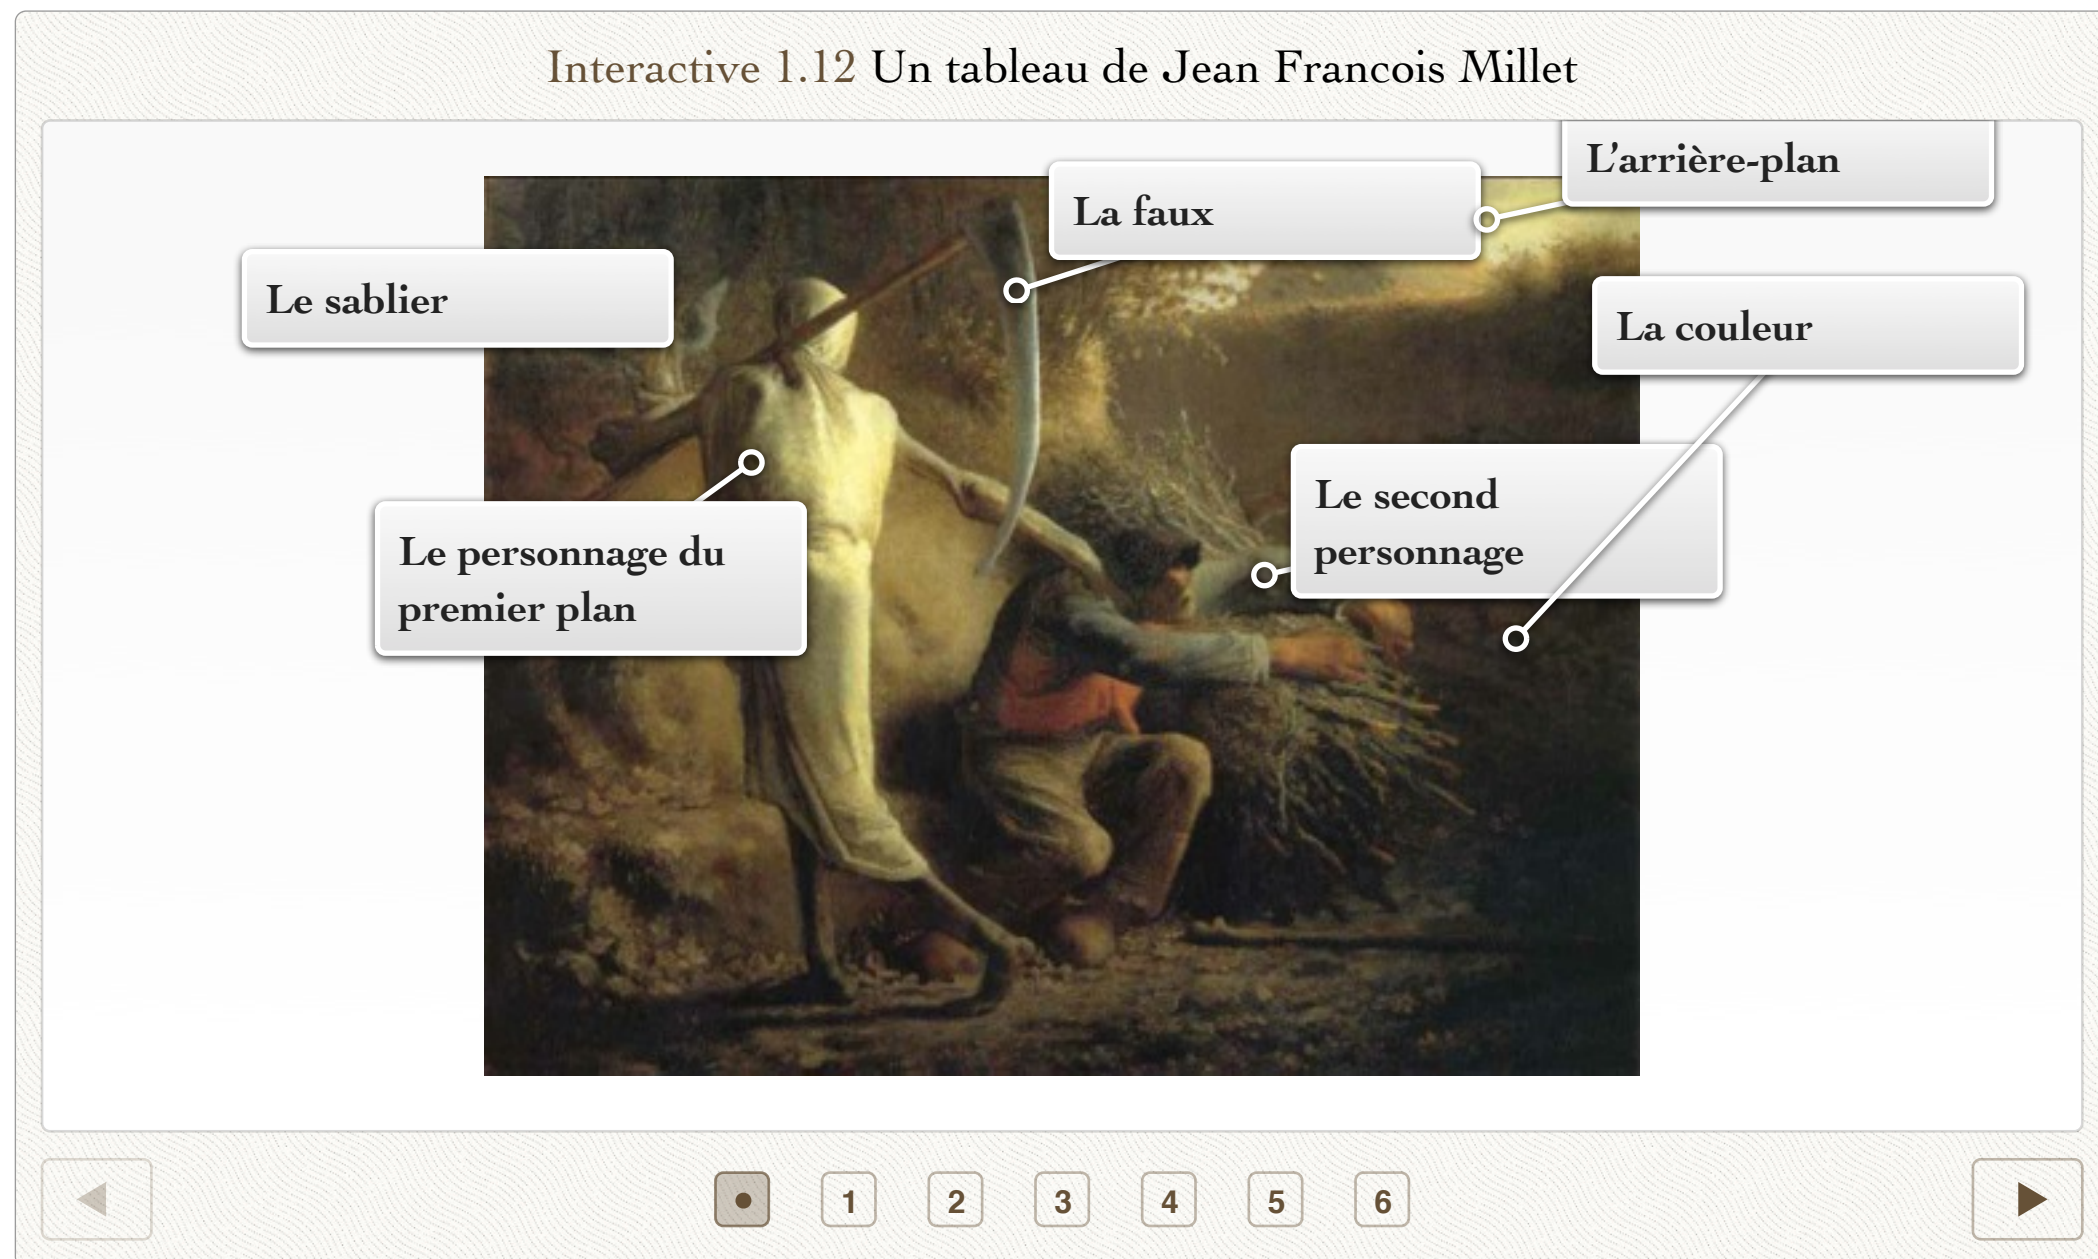 Interactive 1.12 Un tableau de Jean Francois Millet
L'arrière-plan
La faux
Le sablier
La couleur
Le second
personnage
Le personnage du
premier plan
1 2 3 4 5 6